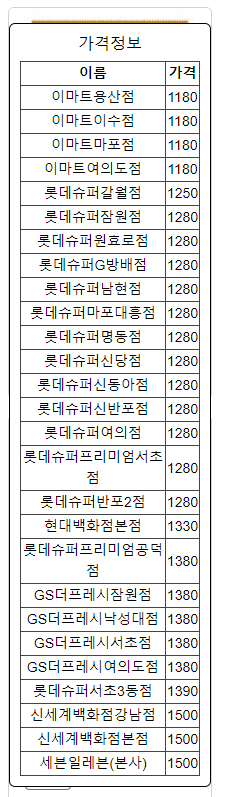 가격정보
이름 가격
이마트용산점 1180
이마트이수점 1180
이마트마포점 1180
이마트여의도점 1180
롯데슈퍼갈월점 1250
롯데슈퍼잠원점 1280
롯데슈퍼원효로점 1280
롯데슈퍼G방배점 1280
롯데슈퍼남현점 1280
롯데슈퍼마포대흥점 1280
롯데슈퍼명동점 1280
롯데슈퍼신당점 1280
롯데슈퍼신동아점 1280
롯데슈퍼신반포점 1280
롯데슈퍼여의점 1280
롯데슈퍼프리미엄서초
점 1280
롯데슈퍼반포2점 1280
현대백화점본점 1330
롯데슈퍼프리미엄공덕
점 1380
GS더프레시잠원점 1380
GS더프레시낙성대점 1380
GS더프레시서초점 1380
GS더프레시여의도점 1380
롯데슈퍼서초3동점 1390
신세계백화점강남점 1500
신세계백화점본점 1500
세븐일레븐(본사) 1500